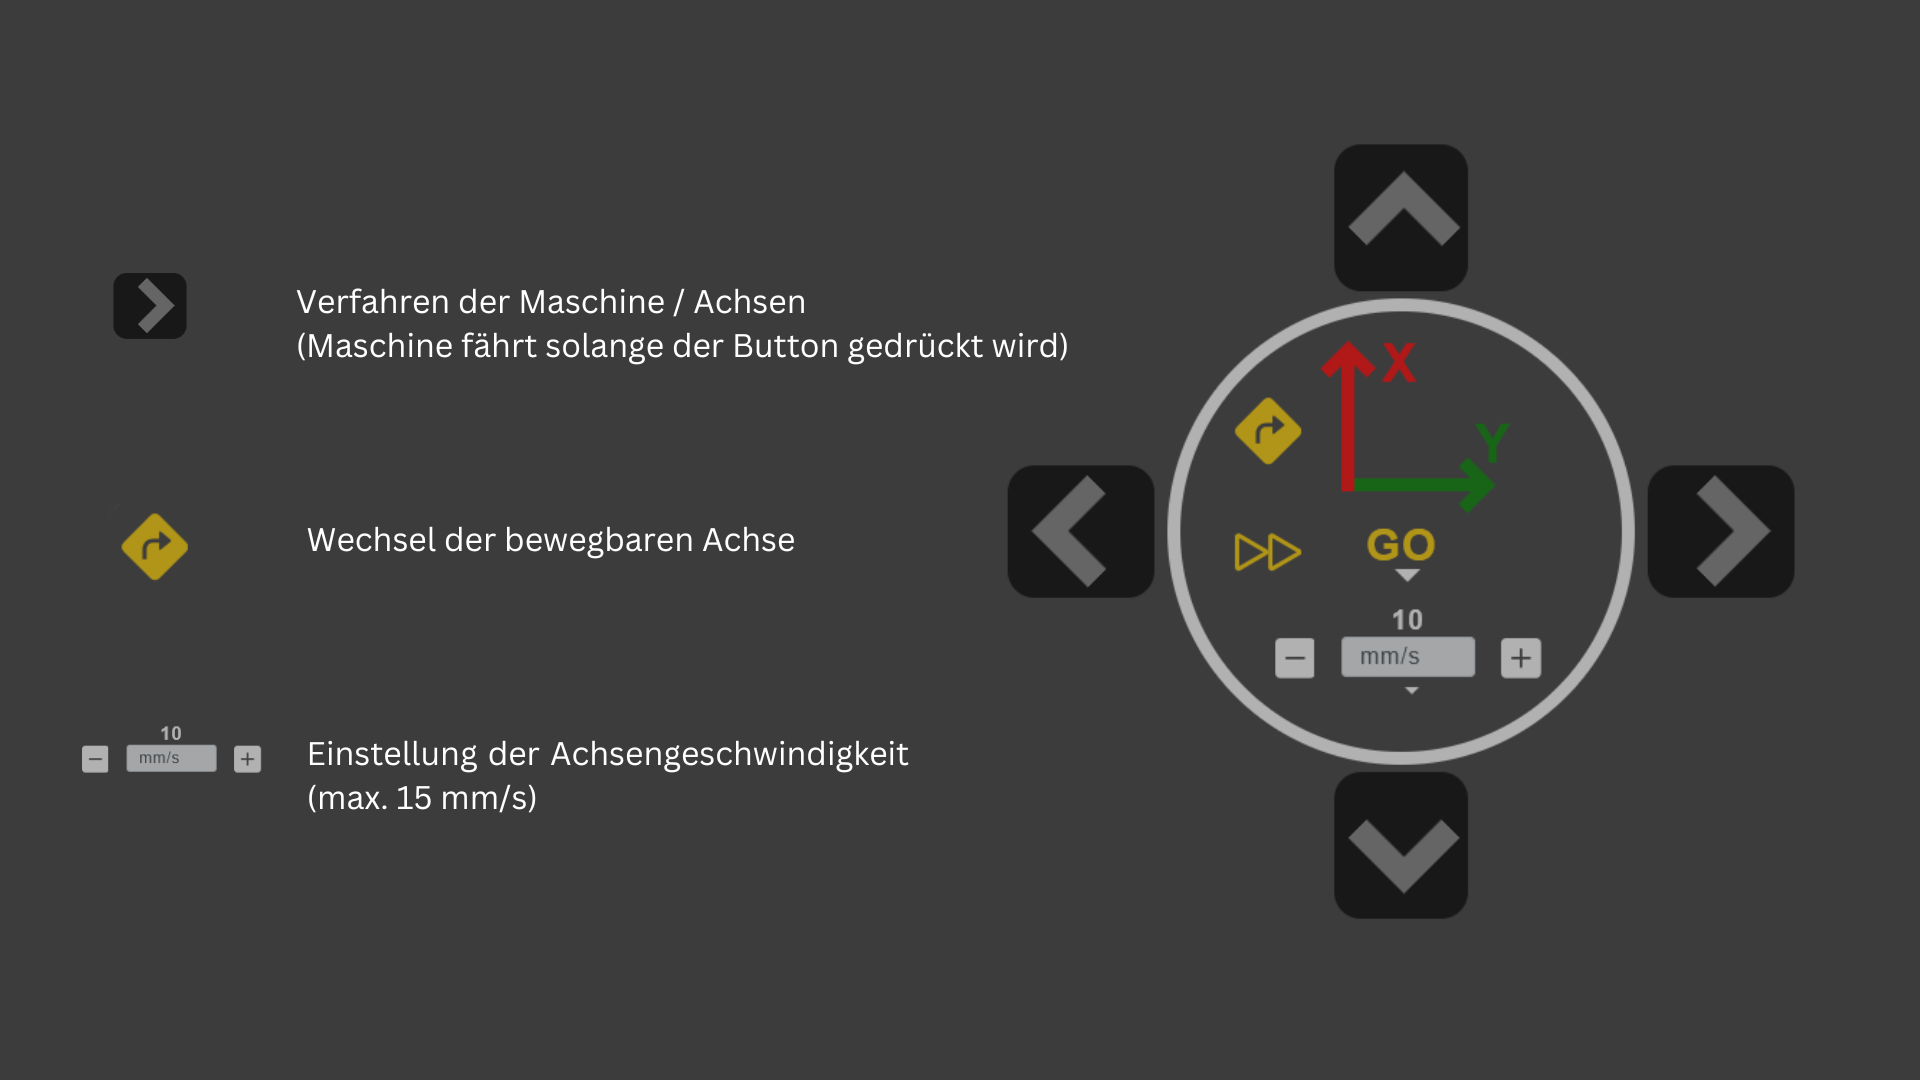 Verfahren der Maschine / Achsen
(Maschine fährt solange der Button gedrückt wird)
Wechsel der bewegbaren Achse
10
mm/s
Einstellung der Achsengeschwindigkeit
(max. 15 mm/s)
X
Y
GO
10
mm/s